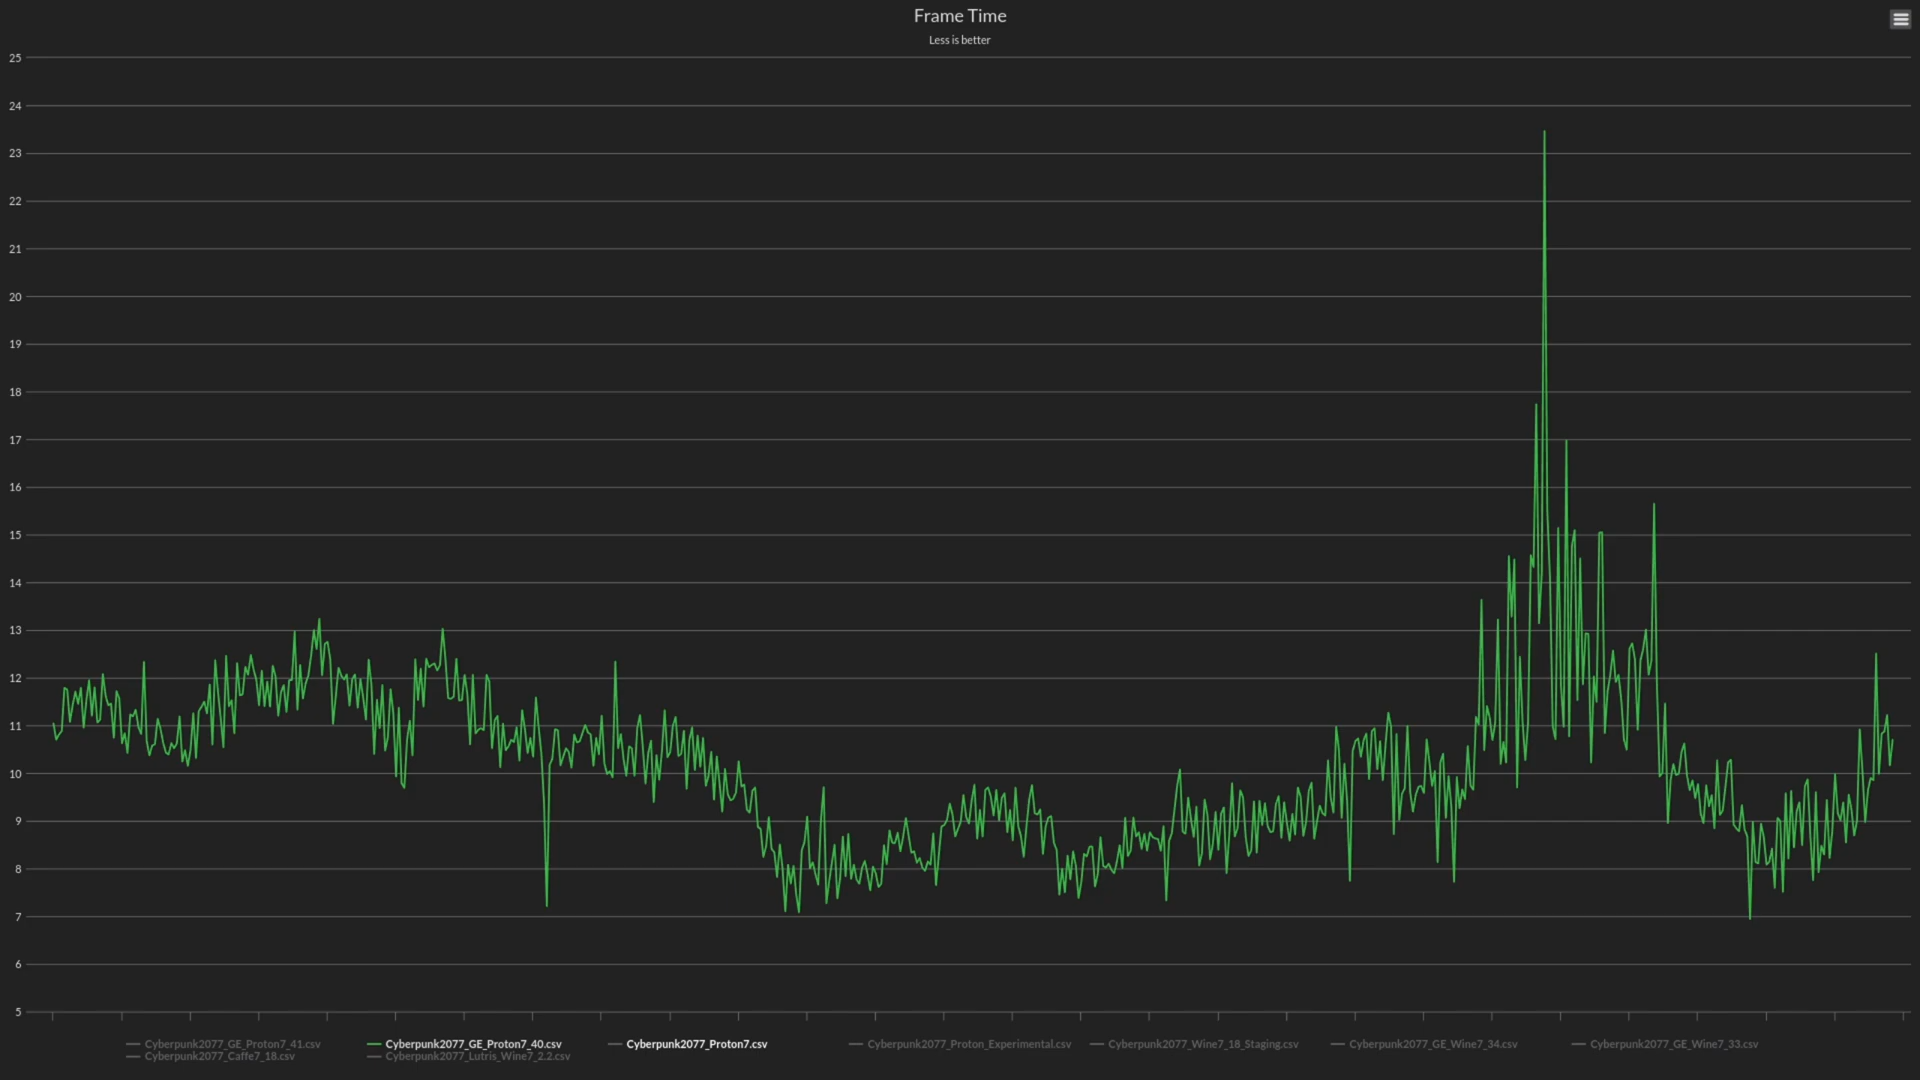 Frame Time
Less is better
25
24
23
22
21
20
19
18
17
16
15
14
13
12
11
10
9
8
7
6
5
Cyberpunk2077_GE_Proton7_41.csv
Cyberpunk2077_GE_Proton7_40.csv
Cyberpunk2077_Proton7.csv
Cyberpunk2077_Proton_Experimental.csv
Cyberpunk2077_Wine7_18_Staging.csv
Cyberpunk2077_GE_Wine7_34.csv
Cyberpunk2077_GE_Wine7_33.csv
Cyberpunk2077_Caffe7_18.csv
Cyberpunk2077_Lutris_Wine7_2.2.csv